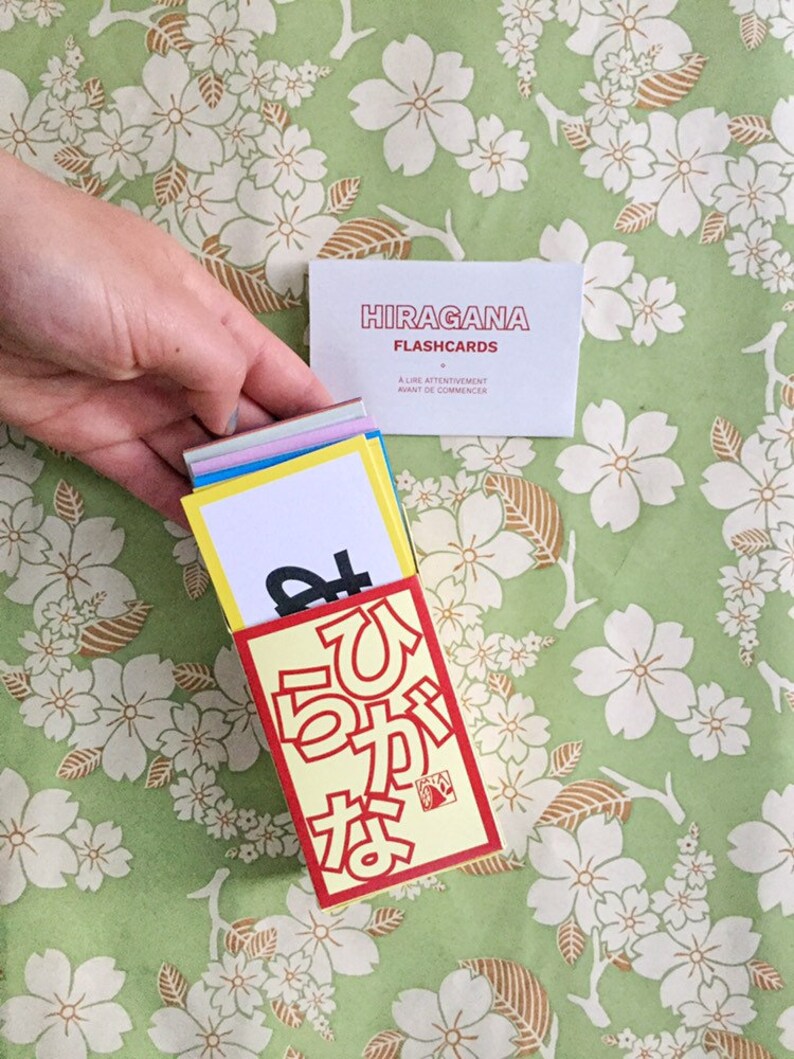 HIRAGANA
FLASHCARDS
À LIRE ATTENTIVEMENT
AVANT DE COMMENCER
ひらがな